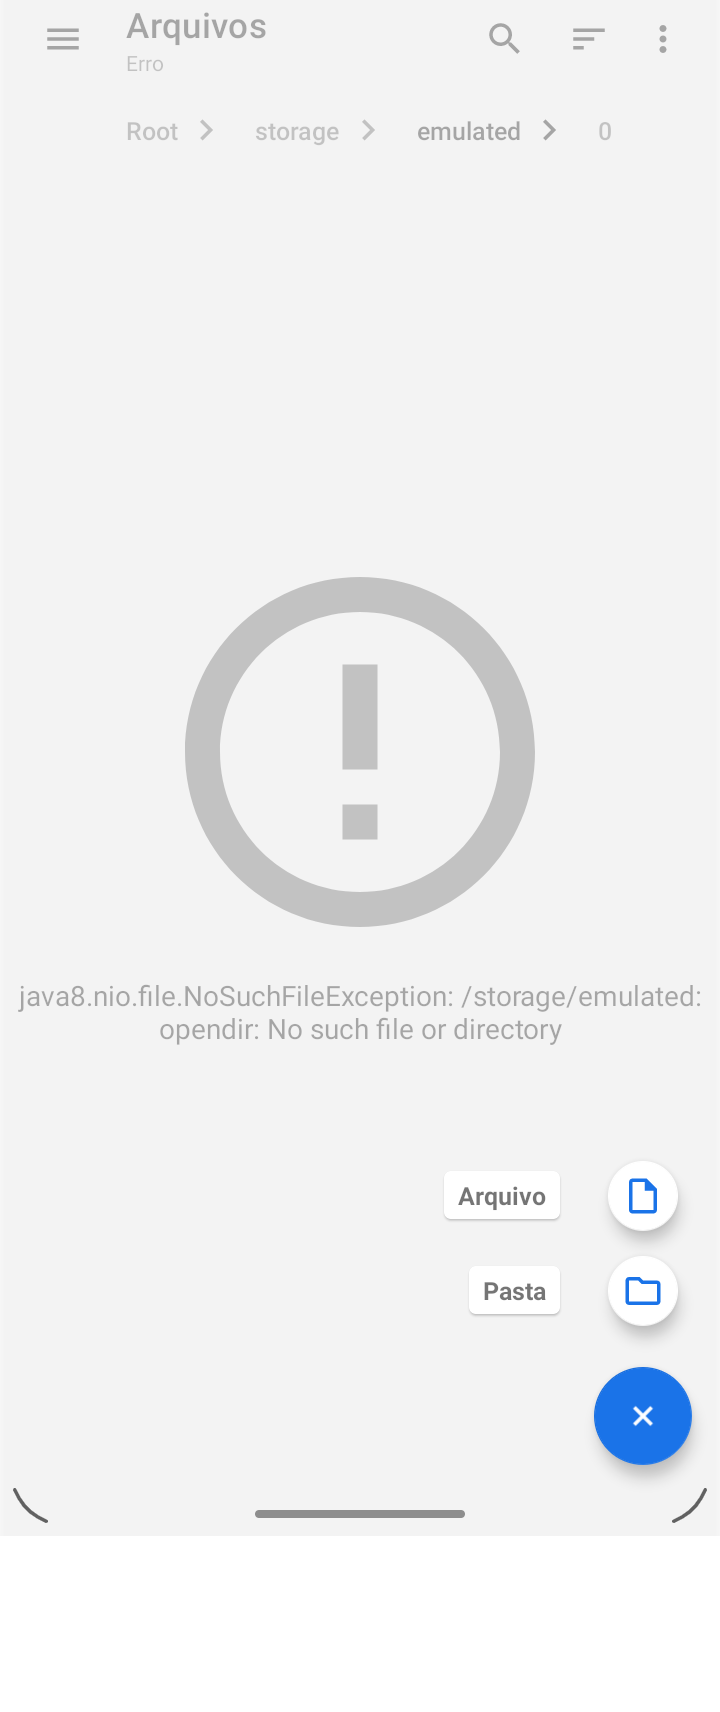 Arquivos
Erro
Root storage emulated 0
java8.nio.file.NoSuchFileException: /storage/emulated:
opendir: No such file or directory
Arquivo
Pasta